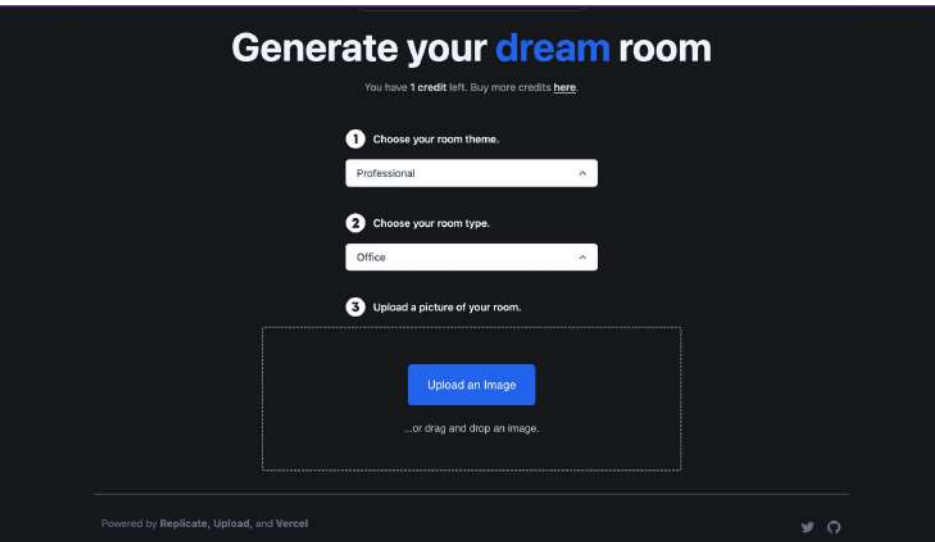 Generate your dream room
You have 1 credit left. Buy more credits here.
1 Choose your room theme.
Professional
2 Choose your room type.
Office
3 Upload a picture of your room.
Upload an Image
...or drag and drop an image.
Powered by Replicate, Upload, and Vercel